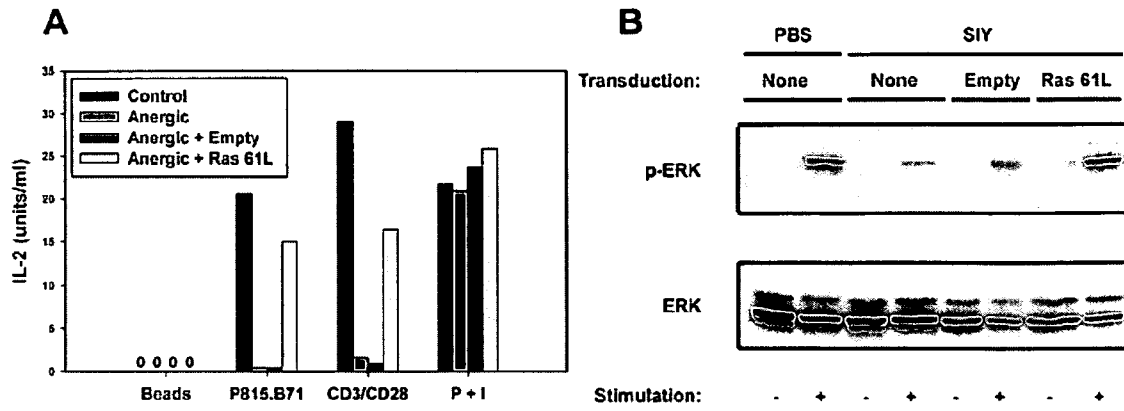 A
35
30
25
20
15
10
5
0
IL-2 (units/ml)
Control
Anergic
Anergic + Empty
Anergic + Ras 61L
0 0 0 0
Beads P815.B71 CD3/CD28 P + I
B
PBS SIY
Transduction: None None Empty Ras 61L
p-ERK
ERK
Stimulation: - + - + - + - +